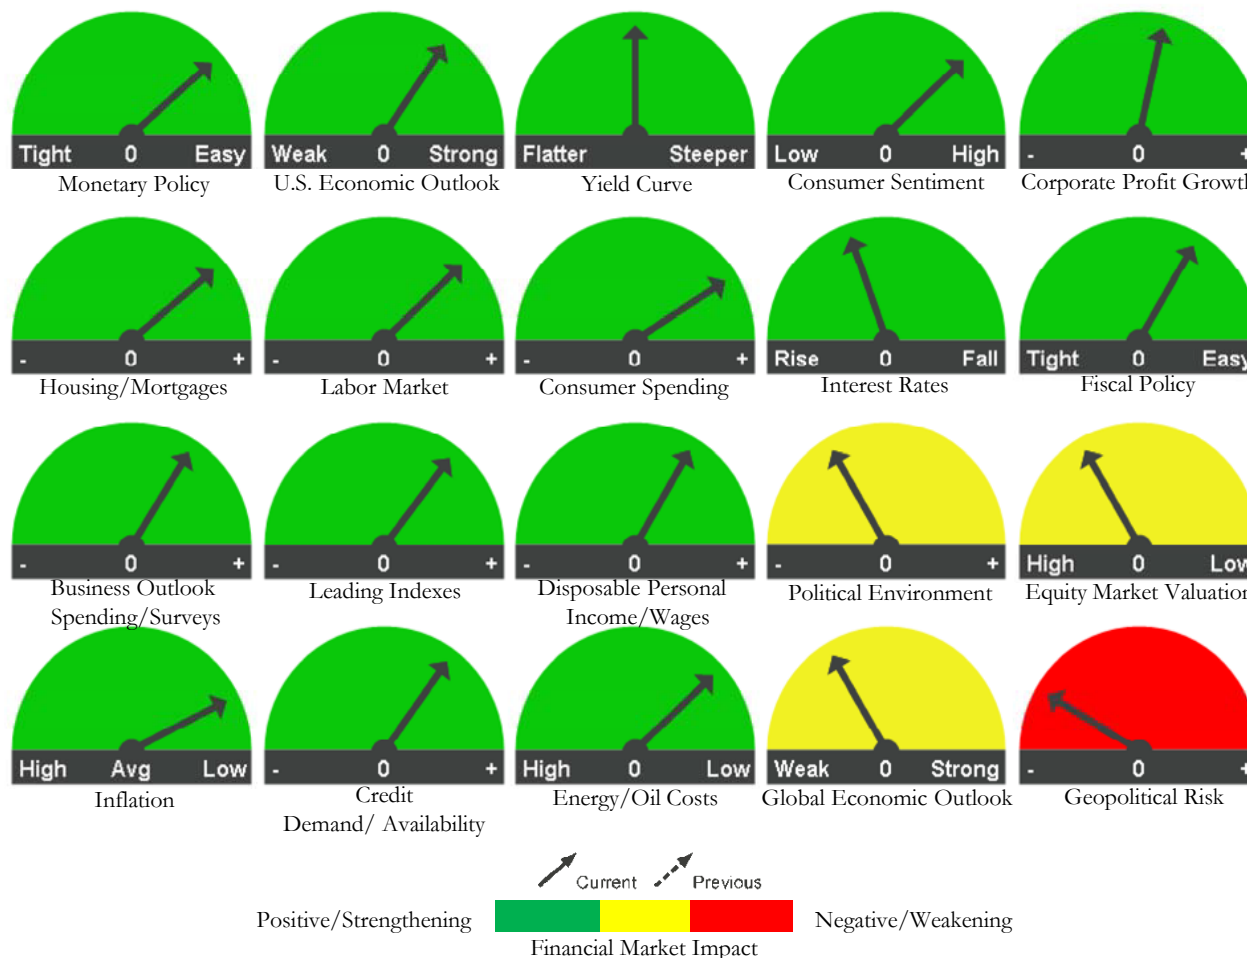 Tight 0 Easy
Monetary Policy
Weak 0 Strong
U.S. Economic Outlook
Flatter Steeper
Yield Curve
Low 0 High
Consumer Sentiment
- 0 +
Corporate Profit Growth
- 0 +
Housing/Mortgages
- 0 +
Labor Market
- 0 +
Consumer Spending
Rise 0 Fall
Interest Rates
Tight 0 Easy
Fiscal Policy
- 0 +
Business Outlook
Spending/Surveys
- 0 +
Leading Indexes
- 0 +
Disposable Personal
Income/Wages
- 0 +
Political Environment
High 0 Low
Equity Market Valuation
High Avg Low
Inflation
- 0 +
Credit
Demand/ Availability
High 0 Low
Energy/Oil Costs
Weak 0 Strong
Global Economic Outlook
- 0 +
Geopolitical Risk
Current Previous
Positive/Strengthening Negative/Weakening
Financial Market Impact